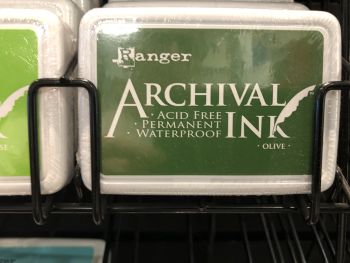 Ranger
ARCHIVAL
· ACID FREE
· PERMANENT
· WATERPROOF
INK
· OLIVE ·